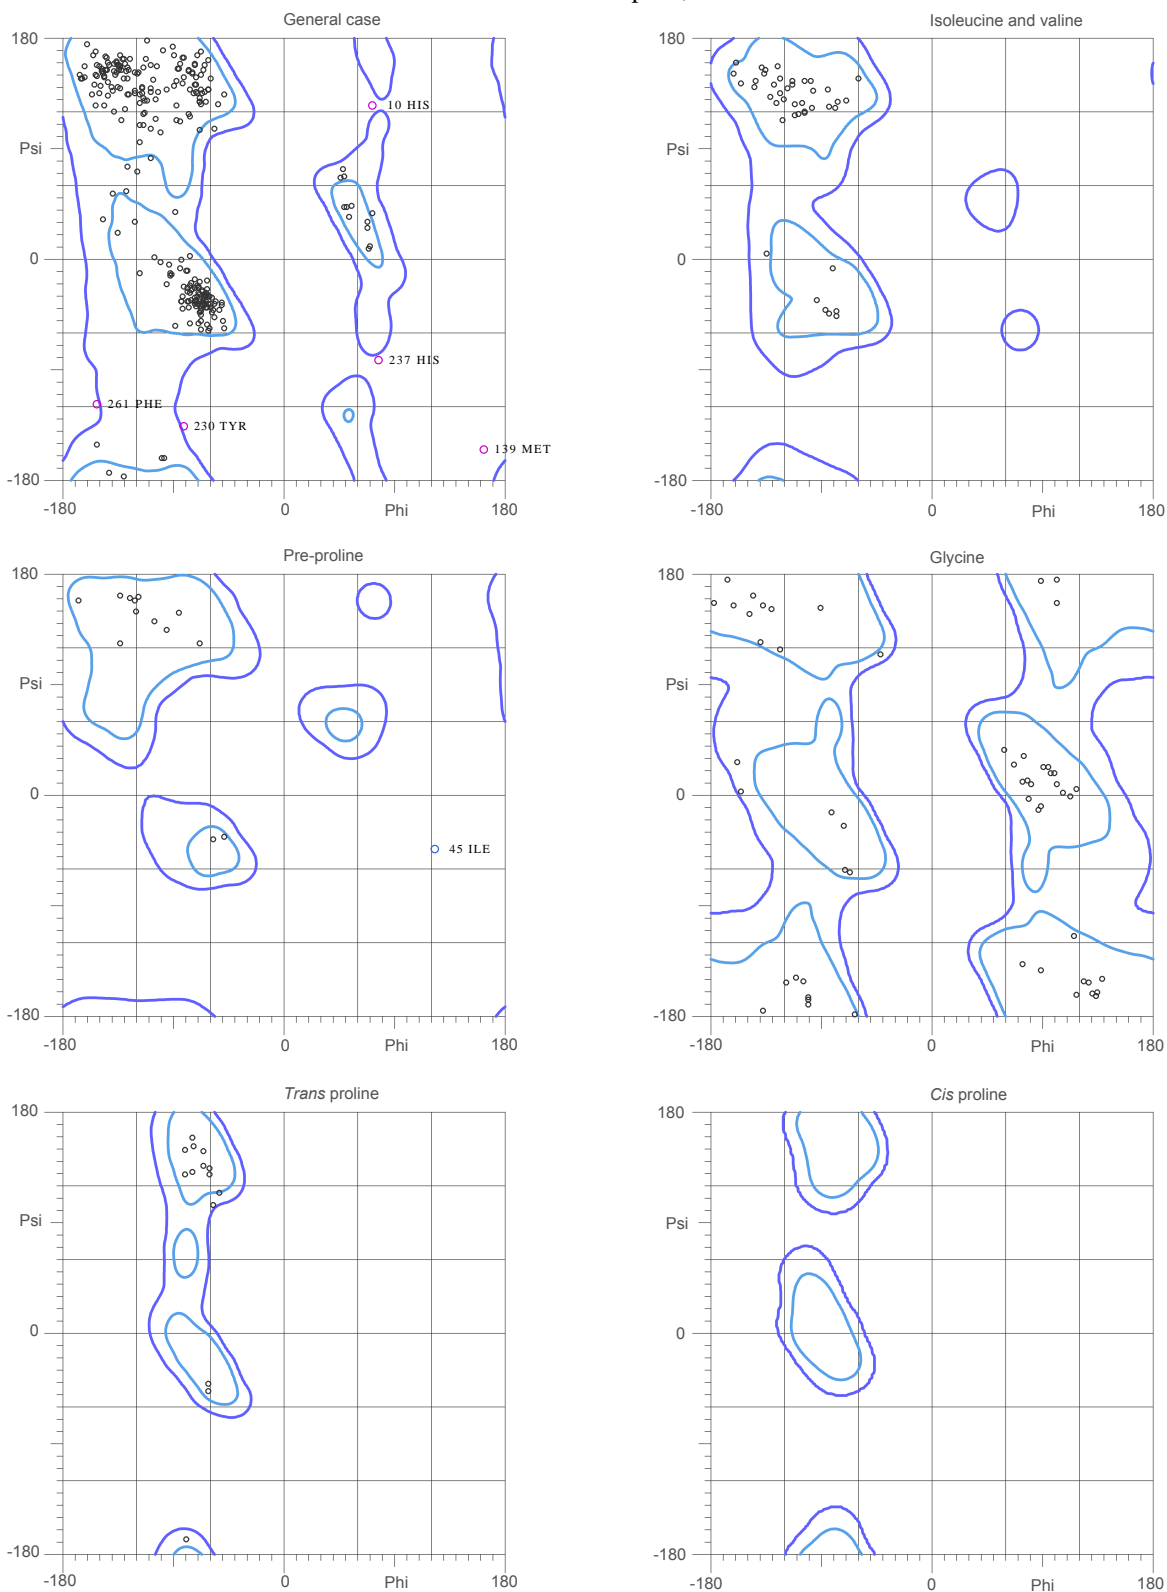 General case
180
Psi
0
-180
-180
0
Phi
180
10 HIS
237 HIS
261 PHE
230 TYR
139 MET
Isoleucine and valine
180
Psi
0
-180
-180
0
Phi
180
Pre-proline
180
Psi
0
-180
-180
0
Phi
180
45 ILE
Glycine
180
Psi
0
-180
-180
0
Phi
180
Trans proline
180
Psi
0
-180
-180
0
Phi
180
Cis proline
180
Psi
0
-180
-180
0
Phi
180